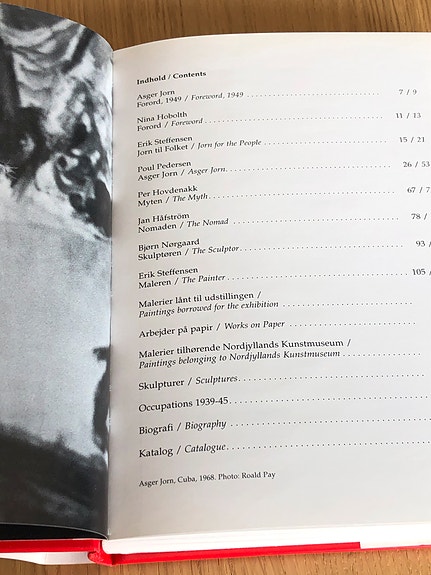 Indhold / Contents
Asger Jorn
Forord, 1949 / Foreword, 1949 7 / 9
Nina Hobolth
Forord / Foreword 11 / 13
Erik Steffensen
Jorn til Folket / Jorn for the People 15 / 21
Poul Pedersen
Asger Jorn / Asger Jorn 26 / 53
Per Hovdenakk
Myten / The Myth 67 / 7
Jan Håfström
Nomaden / The Nomad 78 /
Bjørn Nørgaard
Skulptøren / The Sculptor 93 /
Erik Steffensen
Maleren / The Painter 105 /
Malerier lånt til udstillingen /
Paintings borrowed for the exhibition
Arbejder på papir / Works on Paper
Malerier tilhørende Nordjyllands Kunstmuseum /
Paintings belonging to Nordjyllands Kunstmuseum
Skulpturer / Sculptures
Occupations 1939-45
Biografi / Biography
Katalog / Catalogue
Asger Jorn, Cuba, 1968. Photo: Roald Pay